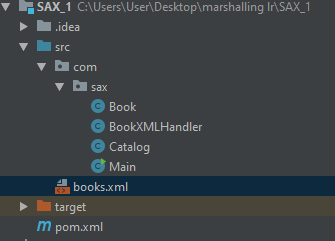 SAX_1 C:\Users\User\Desktop\marshalling lr\SAX_1
.idea
src
com
sax
Book
BookXMLHandler
Catalog
Main
books.xml
target
pom.xml